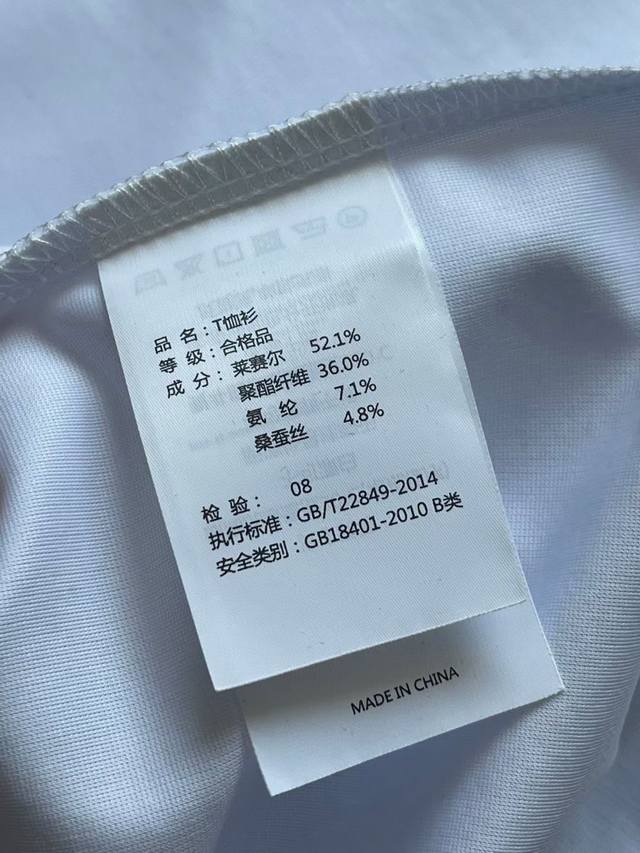 品 名：T恤衫
等 级：合格品
成 分：莱赛尔 52.1%
聚酯纤维 36.0%
氨 纶 7.1%
桑蚕丝 4.8%
检 验： 08
执行标准：GB/T22849-2014
安全类别：GB18401-2010 B类
MADE IN CHINA